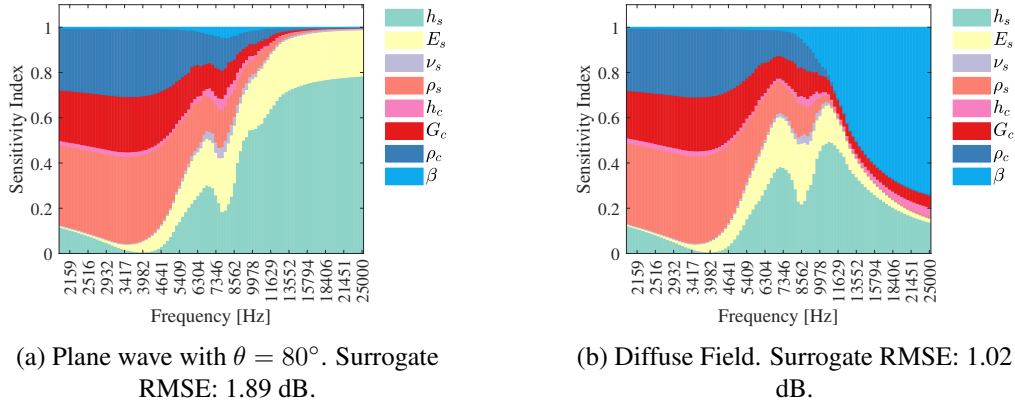 1
0.8
0.6
0.4
0.2
0
Sensitivity Index
2159 2516 2932 3417 3982 4641 5409 6304 7346 8562 9978 11629 13552 15794 18406 21451 25000
Frequency [Hz]
h_s
E_s
ν_s
ρ_s
h_c
G_c
ρ_c
β
(a) Plane wave with θ = 80°. Surrogate
RMSE: 1.89 dB.
1
0.8
0.6
0.4
0.2
0
Sensitivity Index
2159 2516 2932 3417 3982 4641 5409 6304 7346 8562 9978 11629 13552 15794 18406 21451 25000
Frequency [Hz]
h_s
E_s
ν_s
ρ_s
h_c
G_c
ρ_c
β
(b) Diffuse Field. Surrogate RMSE: 1.02
dB.